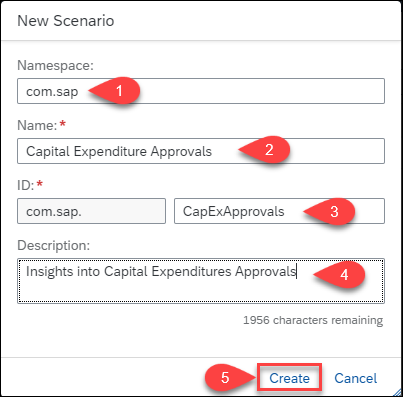 New Scenario
Namespace:
com.sap
1
Name: *
Capital Expenditure Approvals
2
ID: *
com.sap. CapExApprovals
3
Description:
Insights into Capital Expenditures Approvals
4
1956 characters remaining
5 Create Cancel